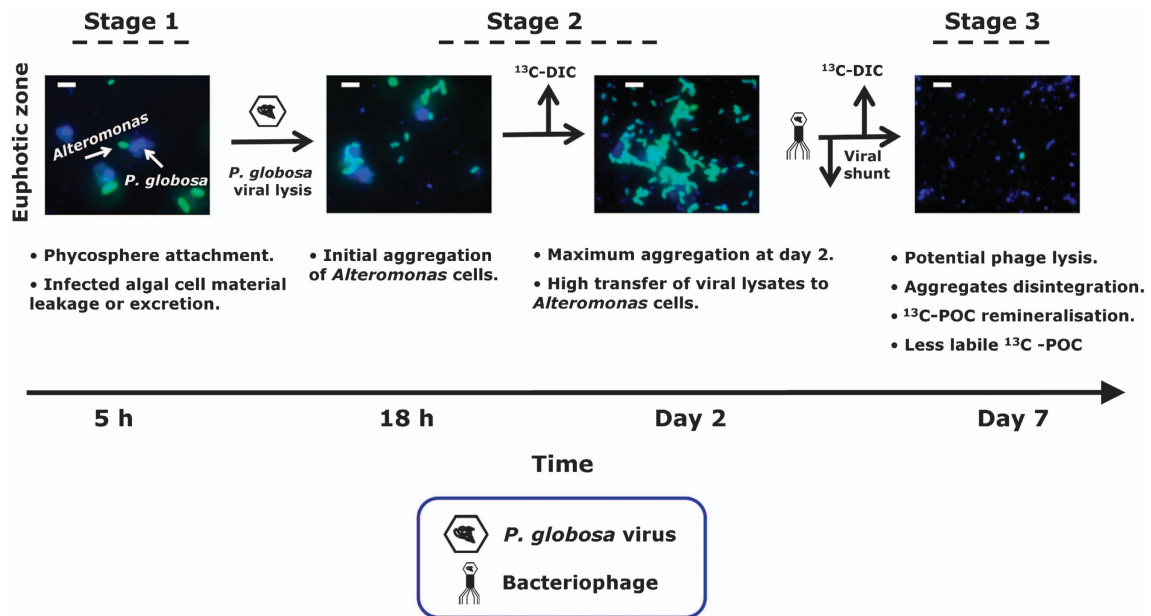 Stage 1
Stage 2
Stage 3
Euphotic zone
Alteromonas
P. globosa
P. globosa
viral lysis
¹³C-DIC
¹³C-DIC
Viral
shunt
• Phycosphere attachment.
• Infected algal cell material
leakage or excretion.
• Initial aggregation
of Alteromonas cells.
• Maximum aggregation at day 2.
• High transfer of viral lysates to
Alteromonas cells.
• Potential phage lysis.
• Aggregates disintegration.
• ¹³C-POC remineralisation.
• Less labile ¹³C -POC
5 h
18 h
Day 2
Day 7
Time
P. globosa virus
Bacteriophage